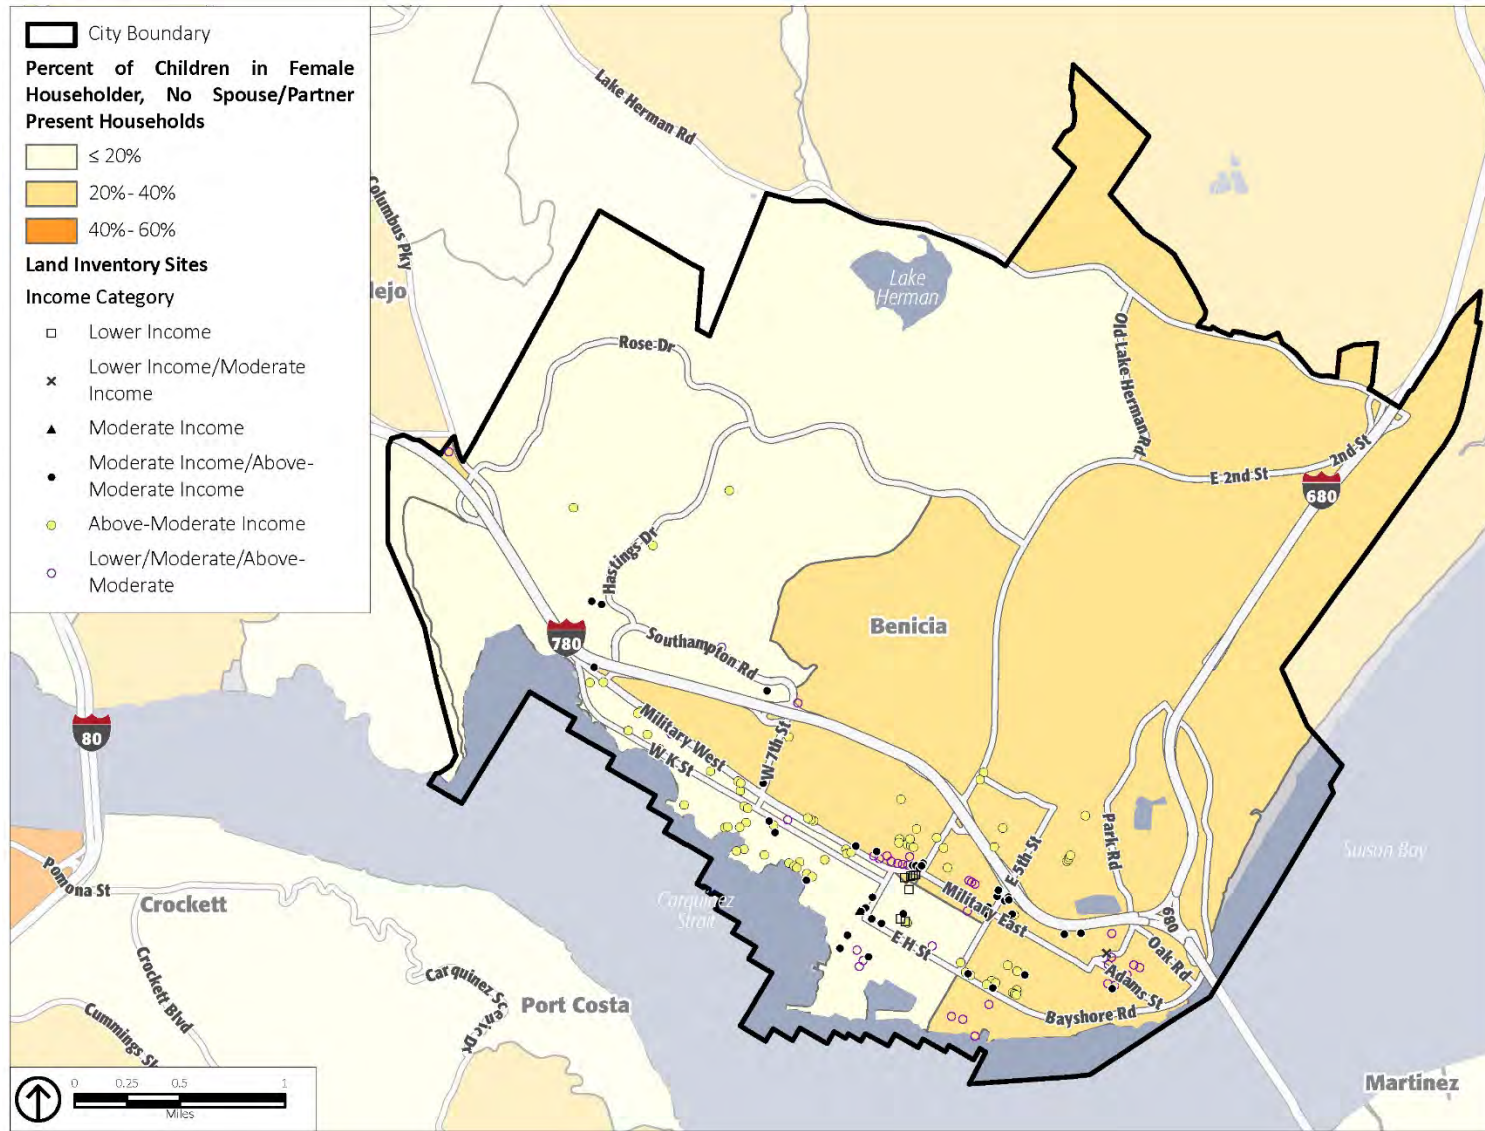 City Boundary
Percent of Children in Female
Householder, No Spouse/Partner
Present Households
≤ 20%
20%- 40%
40%- 60%
Land Inventory Sites
Income Category
Lower Income
Lower Income/Moderate
Income
Moderate Income
Moderate Income/Above-
Moderate Income
Above-Moderate Income
Lower/Moderate/Above-
Moderate
Lake Herman Rd
Columbus Pky
lejo
Lake
Herman
Rose Dr
Old Lake Herman Rd
E 2nd St
2nd St
680
Hastings Dr
780
Southampton Rd
Benicia
80
Military West
W K St
W 7th St
Park Rd
E 5th St
Suisun Bay
Pomona St
Crockett
Carquinez
Strait
Military East
E H St
680
Oak Rd
Adams St
Bayshore Rd
Crockett Blvd
Carquinez Sc
enic Dr
Port Costa
Cummings Sk
Martinez
0 0.25 0.5 1
Miles